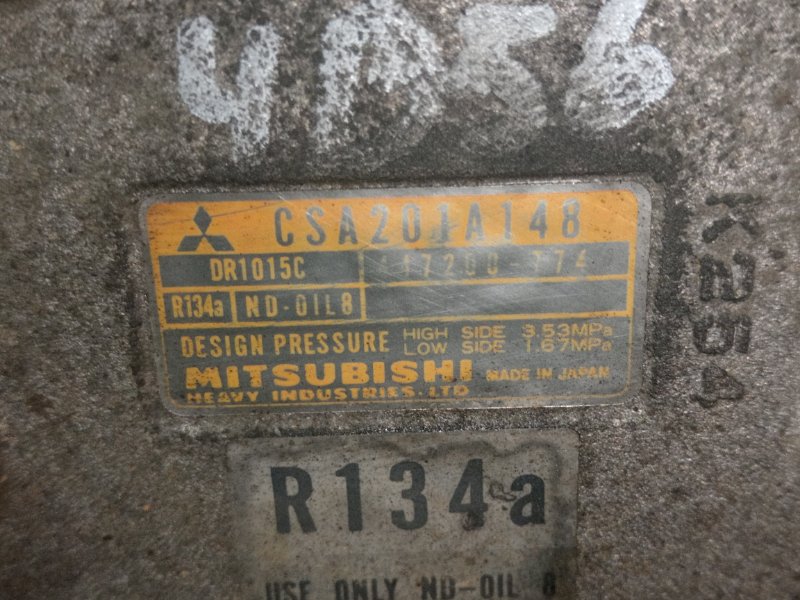 4D56
CSA201A148
DR1015C
R134a ND-OIL8
DESIGN PRESSURE HIGH SIDE 3.53MPa
LOW SIDE 1.67MPa
MITSUBISHI MADE IN JAPAN
HEAVY INDUSTRIES, LTD
K254
R134a
USE ONLY ND-OIL 8